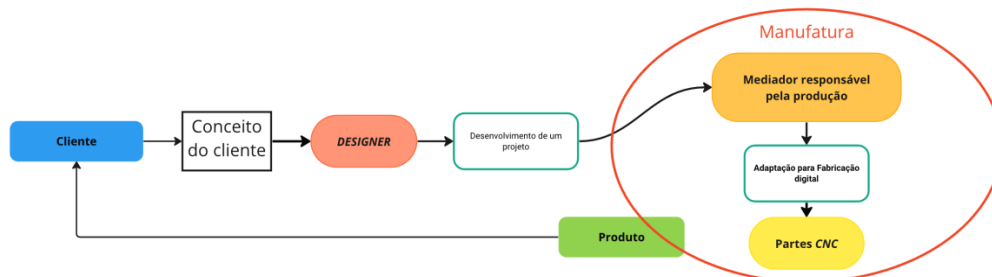 Manufatura
Mediador responsável
pela produção
Cliente
Conceito
do cliente
DESIGNER
Desenvolvimento de um
projeto
Adaptação para Fabricação
digital
Produto
Partes CNC